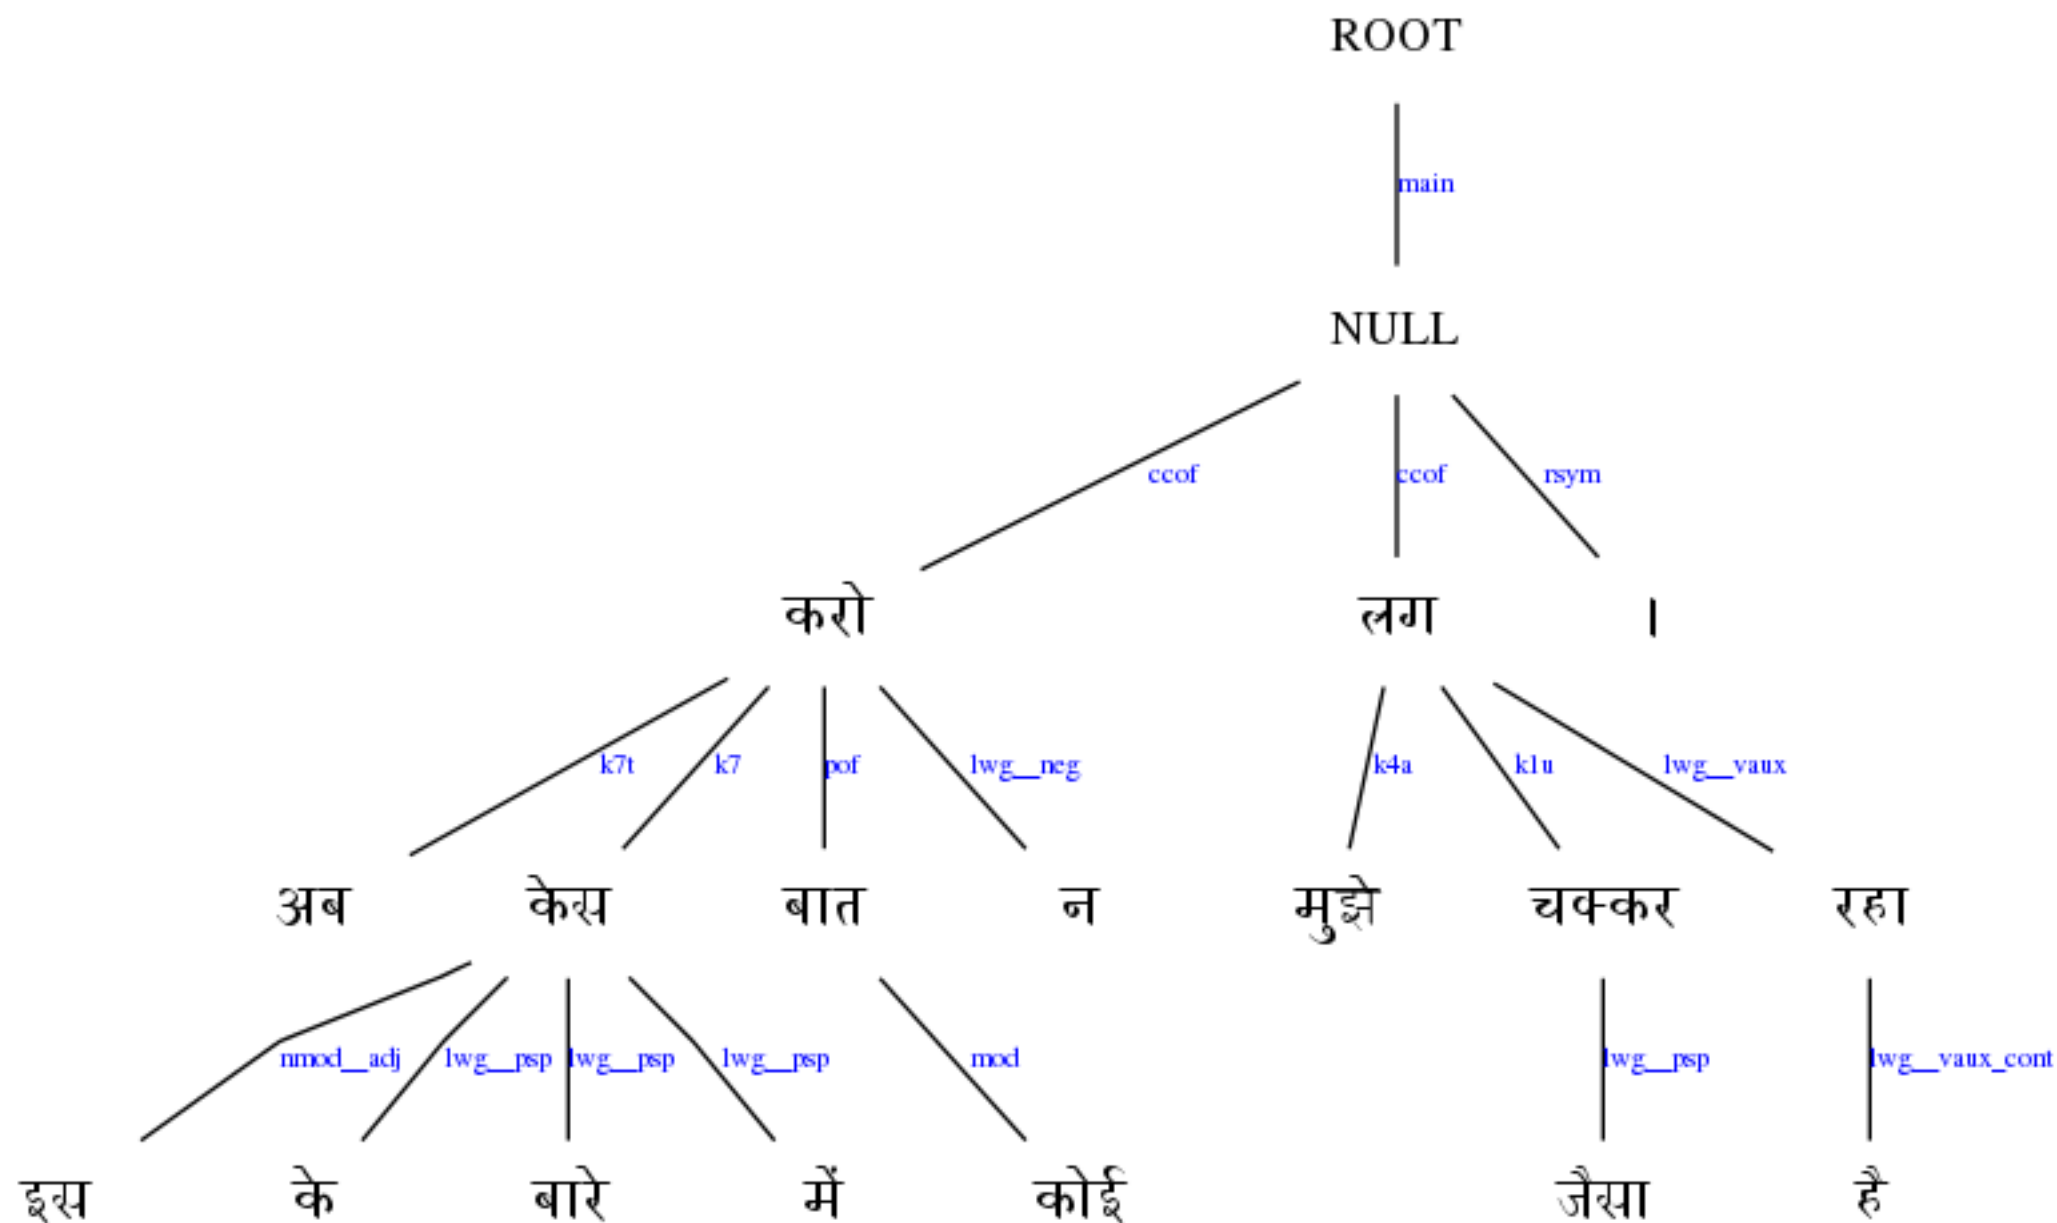 ROOT
main
NULL
ccof ccof rsym
करो लग ।
k7t k7 pof lwg__neg k4a k1u lwg__vaux
अब केस बात न मुझे चक्कर रहा
nmod__adj lwg__psp lwg__psp lwg__psp mod lwg__psp lwg__vaux_cont
इस के बारे में कोई जैसा है